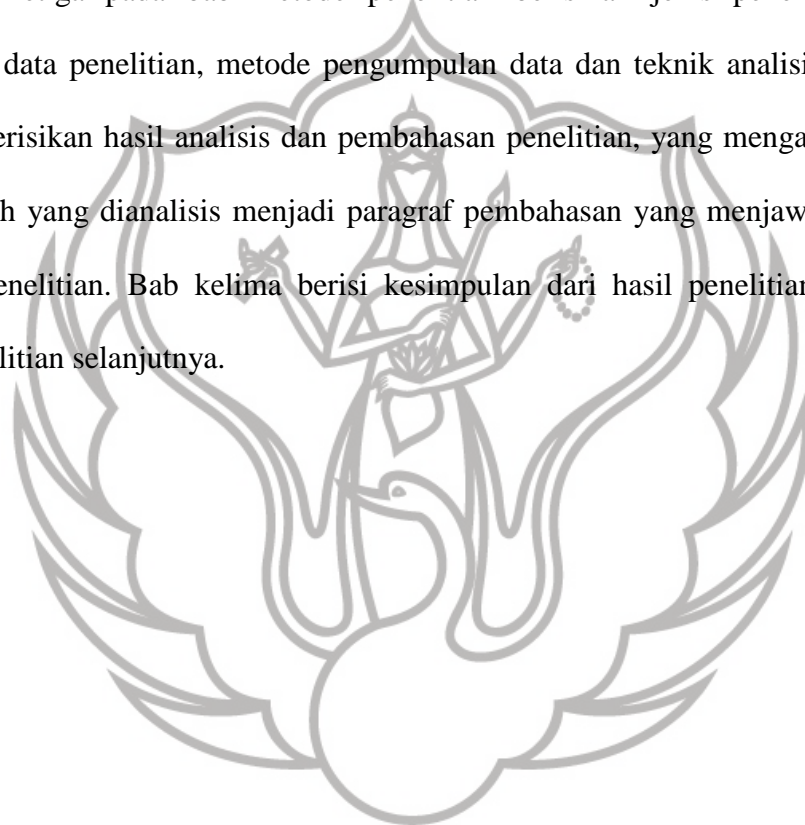 data penelitian, metode pengumpulan data dan teknik analisi
erisikan hasil analisis dan pembahasan penelitian, yang menga
h yang dianalisis menjadi paragraf pembahasan yang menjaw
enelitian. Bab kelima berisi kesimpulan dari hasil penelitian
litian selanjutnya.